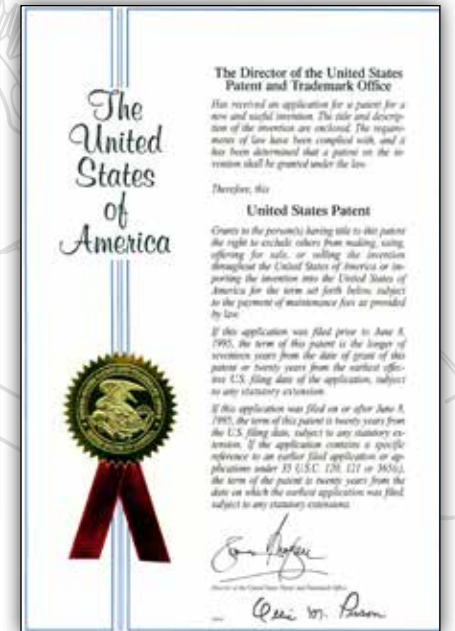 The
United
States
of
America
The Director of the United States
Patent and Trademark Office
Has received an application for a patent for a
new and useful invention. The title and descrip-
tion of the invention are enclosed. The require-
ments of law have been complied with, and it
has been determined that a patent on the in-
vention shall be granted under the law.
Therefore, this
United States Patent
Grants to the person(s) having title to this patent
the right to exclude others from making, using,
offering for sale, or selling the invention
throughout the United States of America or im-
porting the invention into the United States of
America for the term set forth below, subject
to the payment of maintenance fees as provided
by law.
If this application was filed prior to June 8,
1995, the term of this patent is the longer of
seventeen years from the date of grant of this
patent or twenty years from the earliest effec-
tive U.S. filing date of the application, subject
to any statutory extension.
If this application was filed on or after June 8,
1995, the term of this patent is twenty years from
the U.S. filing date, subject to any statutory ex-
tension. If the application contains a specific
reference to an earlier filed application or ap-
plications under 35 U.S.C. 120, 121 or 365(c),
the term of the patent is twenty years from the
date on which the earliest application was filed,
subject to any statutory extensions.
Director of the United States Patent and Trademark Office